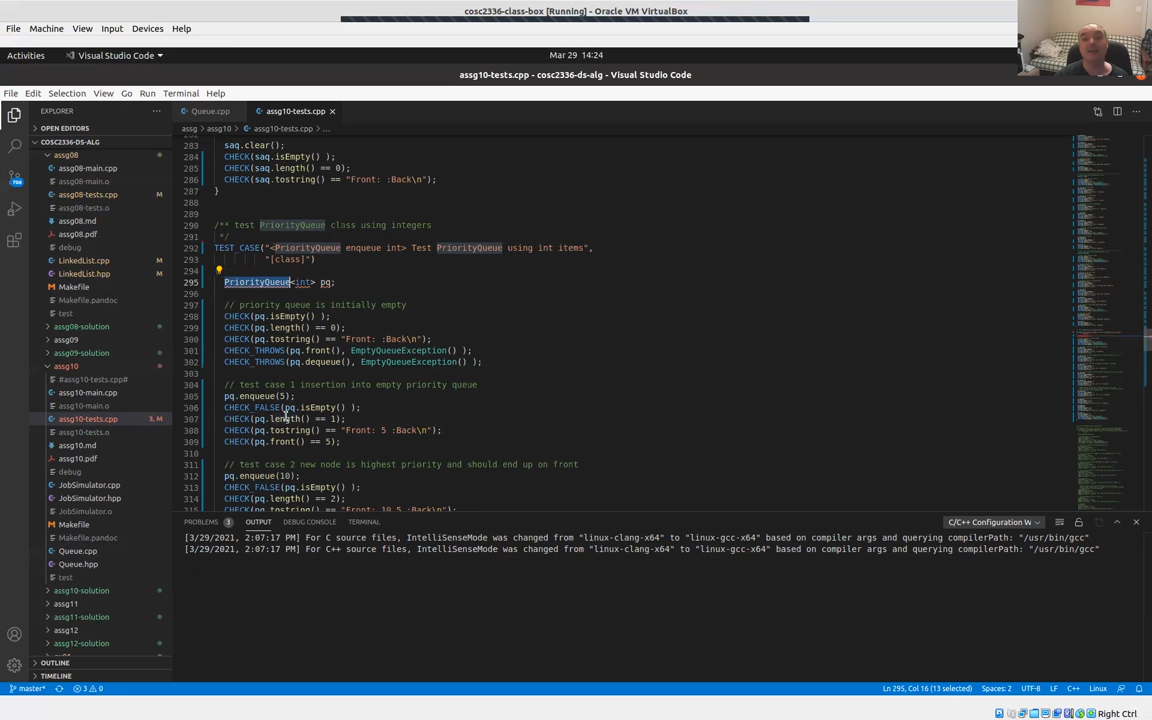 cosc2336-class-box [Running] - Oracle VM VirtualBox
File Machine View Input Devices Help
Activities Visual Studio Code Mar 29 14:24
assg10-tests.cpp - cosc2336-ds-alg - Visual Studio Code
File Edit Selection View Go Run Terminal Help
EXPLORER
OPEN EDITORS
COSC2336-DS-ALG
assg08
assg08-main.cpp
assg08-main.o
assg08-tests.cpp M
assg08-tests.o
assg08.md
assg08.pdf
debug
LinkedList.cpp
LinkedList.hpp M
Makefile
Makefile.pandoc
test
assg08-solution
assg09
assg09-solution
assg10
#assg10-tests.cpp#
assg10-main.cpp
assg10-main.o
assg10-tests.cpp 3, M
assg10-tests.o
assg10.md
assg10.pdf
debug
JobSimulator.cpp
JobSimulator.hpp
JobSimulator.o
Makefile
Makefile.pandoc
Queue.cpp
Queue.hpp
test
assg10-solution
assg11
assg11-solution
assg12
assg12-solution
OUTLINE
TIMELINE
706
Queue.cpp assg10-tests.cpp
assg > assg10 > assg10-tests.cpp > ...
283 saq.clear();
284 CHECK(saq.isEmpty() );
285 CHECK(saq.length() == 0);
286 CHECK(saq.tostring() == "Front: :Back\n");
287 }
288
289
290 /** test PriorityQueue class using integers
291 */
292 TEST_CASE("<PriorityQueue enqueue int> Test PriorityQueue using int items",
293 "[class]")
294
295 PriorityQueue<int> pq;
296
297 // priority queue is initially empty
298 CHECK(pq.isEmpty() );
299 CHECK(pq.length() == 0);
300 CHECK(pq.tostring() == "Front: :Back\n");
301 CHECK_THROWS(pq.front(), EmptyQueueException() );
302 CHECK_THROWS(pq.dequeue(), EmptyQueueException() );
303
304 // test case 1 insertion into empty priority queue
305 pq.enqueue(5);
306 CHECK_FALSE(pq.isEmpty() );
307 CHECK(pq.length() == 1);
308 CHECK(pq.tostring() == "Front: 5 :Back\n");
309 CHECK(pq.front() == 5);
310
311 // test case 2 new node is highest priority and should end up on front
312 pq.enqueue(10);
313 CHECK_FALSE(pq.isEmpty() );
314 CHECK(pq.length() == 2);
315 CHECK(pq.tostring() == "Front: 10 5 :Back\n");
PROBLEMS 3 OUTPUT DEBUG CONSOLE TERMINAL C/C++ Configuration W
[3/29/2021, 2:07:17 PM] For C source files, IntelliSenseMode was changed from "linux-clang-x64" to "linux-gcc-x64" based on compiler args and querying compilerPath: "/usr/bin/gcc"
[3/29/2021, 2:07:17 PM] For C++ source files, IntelliSenseMode was changed from "linux-clang-x64" to "linux-gcc-x64" based on compiler args and querying compilerPath: "/usr/bin/gcc"
master* 3 0 Ln 295, Col 16 (13 selected) Spaces: 2 UTF-8 LF C++ Linux
Right Ctrl